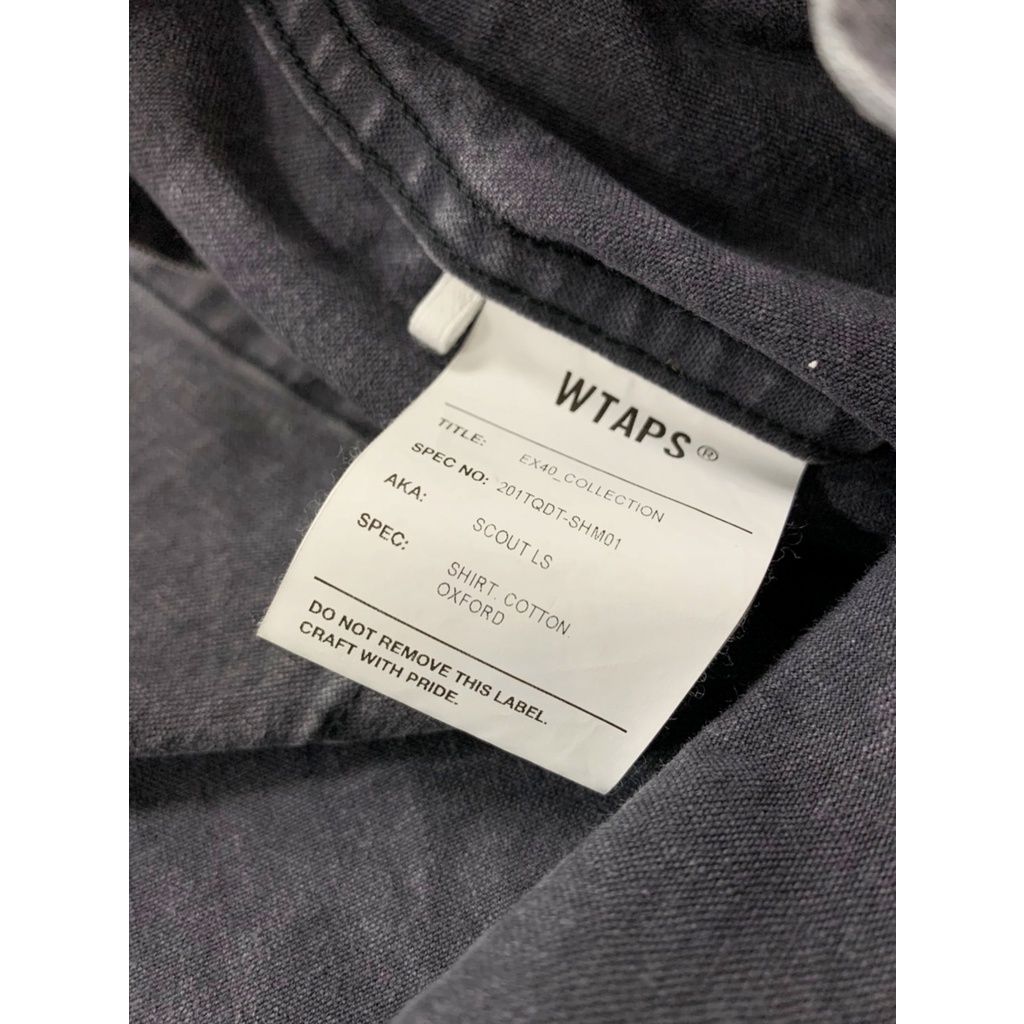 WTAPS®
TITLE: EX40_COLLECTION
SPEC NO: 201TQDT-SHM01
AKA: SCOUT LS
SPEC: SHIRT. COTTON.
OXFORD
DO NOT REMOVE THIS LABEL.
CRAFT WITH PRIDE.